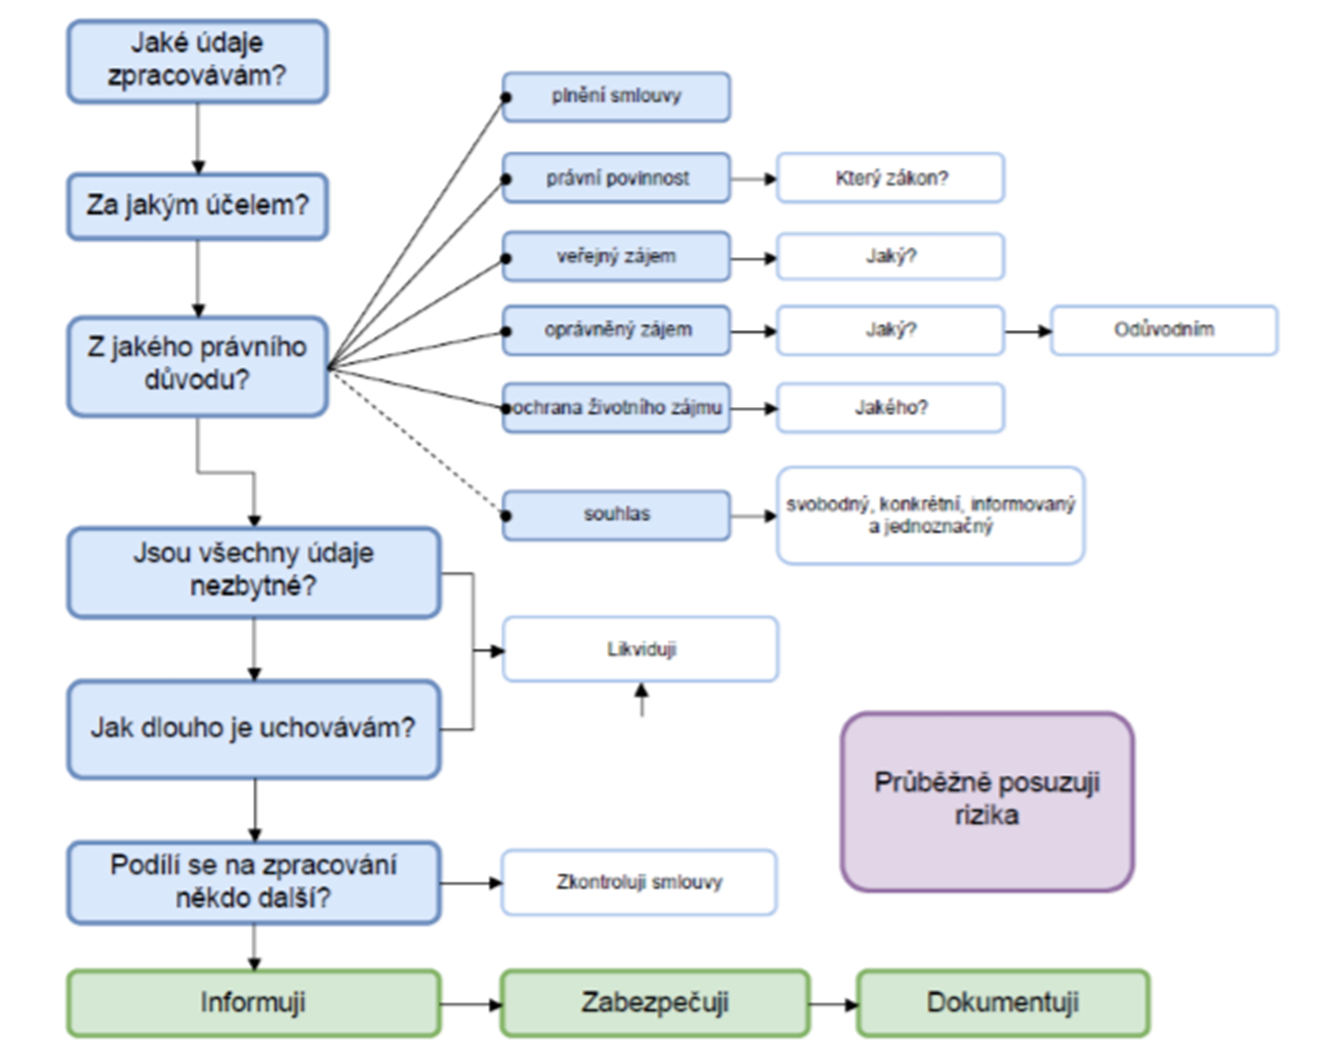 Jaké údaje
zpracovávám?
Za jakým účelem?
Z jakého právního
důvodu?
plnění smlouvy
právní povinnost
Který zákon?
veřejný zájem
Jaký?
oprávněný zájem
Jaký?
Odůvodním
ochrana životního zájmu
Jakého?
souhlas
svobodný, konkrétní, informovaný
a jednoznačný
Jsou všechny údaje
nezbytné?
Likviduji
Jak dlouho je uchovávám?
Průběžně posuzuji
rizika
Podílí se na zpracování
někdo další?
Zkontroluji smlouvy
Informuji
Zabezpečuji
Dokumentuji